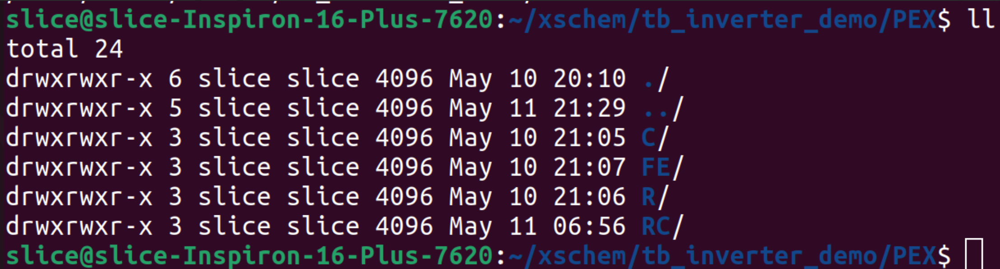 slice@slice-Inspiron-16-Plus-7620:~/xschem/tb_inverter_demo/PEX$ ll
total 24
drwxrwxr-x 6 slice slice 4096 May 10 20:10 ./
drwxrwxr-x 5 slice slice 4096 May 11 21:29 ../
drwxrwxr-x 3 slice slice 4096 May 10 21:05 C/
drwxrwxr-x 3 slice slice 4096 May 10 21:07 FE/
drwxrwxr-x 3 slice slice 4096 May 10 21:06 R/
drwxrwxr-x 3 slice slice 4096 May 11 06:56 RC/
slice@slice-Inspiron-16-Plus-7620:~/xschem/tb_inverter_demo/PEX$